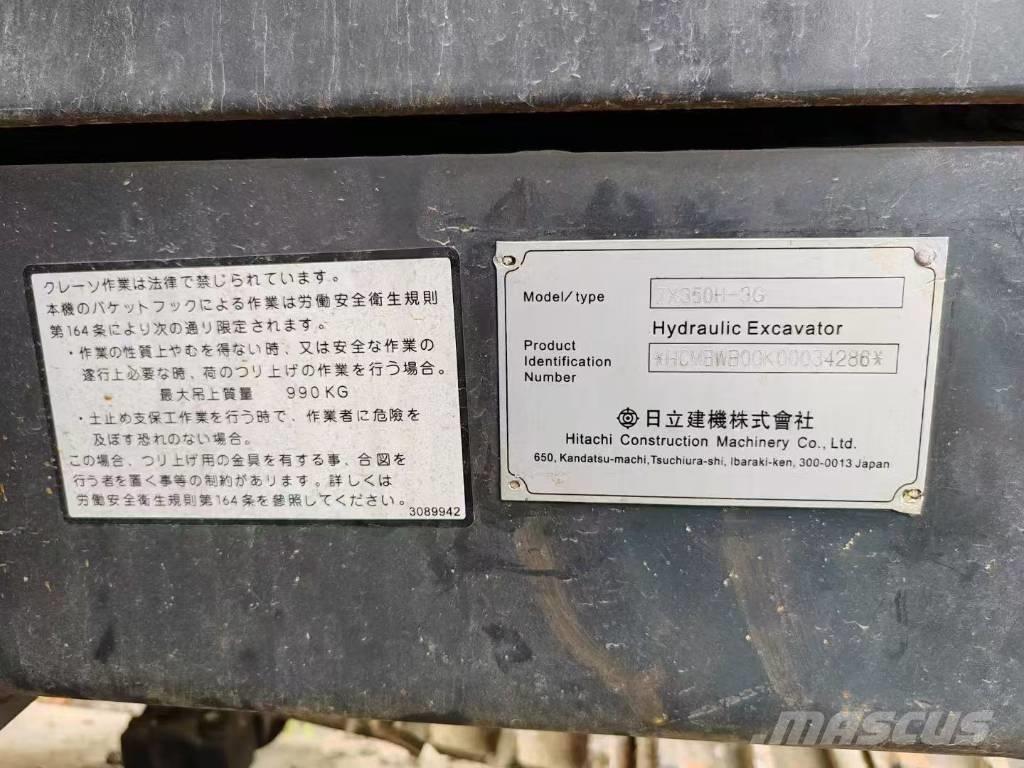 クレーソ作業は法律で禁じられています。
本機のバケットフックによる作業は労働安全衛生規則
第164条により次の通り限定されます。
・作業の性質上やむを得ない時、又は安全な作業の
遂行上必要な時、荷のつり上げの作業を行う場合。
最大吊上質量 990KG
・土止め支保工作業を行う時で、作業者に危険を
及ぼす恐れのない場合。
この場合、つり上げ用の金具を有する事、合図を
行う者を置く事等の制約があります。詳しくは
労働安全衛生規則第164条を参照してください。
3089942
Model/type ZX350H-3G
Hydraulic Excavator
Product
Identification
Number
*HCMBWB00K00034286*
日立建機株式會社
Hitachi Construction Machinery Co., Ltd.
650, Kandatsu-machi, Tsuchiura-shi, Ibaraki-ken, 300-0013 Japan
MASCUS